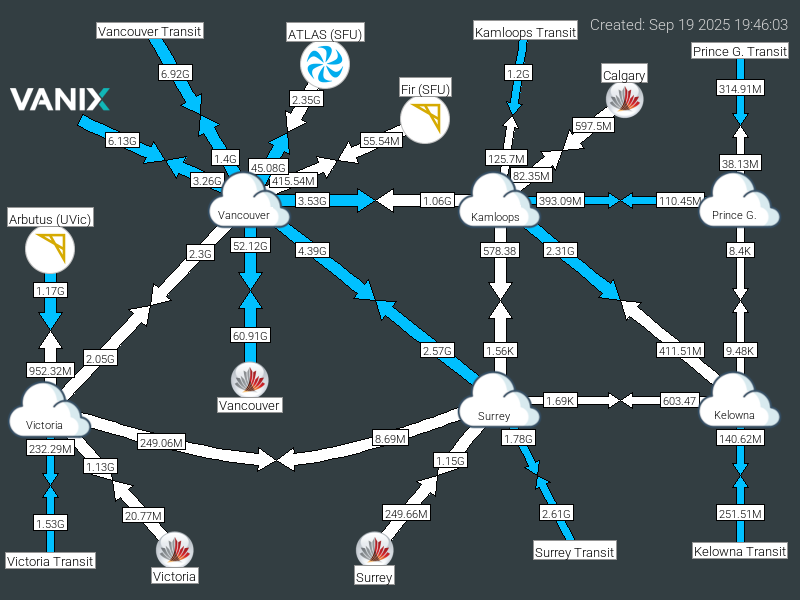 Created: Sep 19 2025 19:46:03
Vancouver Transit
ATLAS (SFU)
Kamloops Transit
Prince G. Transit
6.92G
1.2G
Calgary
314.91M
Fir (SFU)
VANIX
2.35G
597.5M
6.13G
55.54M
1.4G
125.7M
38.13M
45.08G
82.35M
3.26G
415.54M
3.53G
1.06G
393.09M
110.45M
Vancouver
Kamloops
Prince G.
Arbutus (UVic)
2.3G
52.12G
4.39G
578.38
2.31G
8.4K
1.17G
60.91G
2.05G
2.57G
1.56K
411.51M
9.48K
952.32M
Vancouver
1.69K
603.47
Victoria
Surrey
Kelowna
249.06M
8.69M
1.78G
140.62M
232.29M
1.13G
1.15G
1.53G
20.77M
249.66M
2.61G
251.51M
Victoria Transit
Victoria
Surrey
Surrey Transit
Kelowna Transit